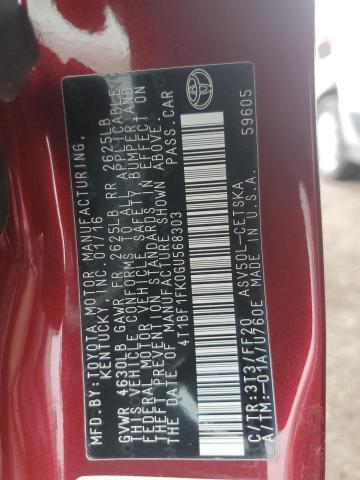 MFD. BY: TOYOTA MOTOR MANUFACTURING,
KENTUCKY, INC. 01/16
GVWR 4630LB GAWR FR 2625LB RR 2625LB
THIS VEHICLE CONFORMS TO ALL APPLICABLE
FEDERAL MOTOR VEHICLE SAFETY, BUMPER, AND
THEFT PREVENTION STANDARDS IN EFFECT ON
THE DATE OF MANUFACTURE SHOWN ABOVE.
4T1BF1FK0GU568303 PASS.CAR
C/TR:3T3/FF20 ASV50L-CETSKA
A/TM:-01A/U760E MADE IN U.S.A.
59605